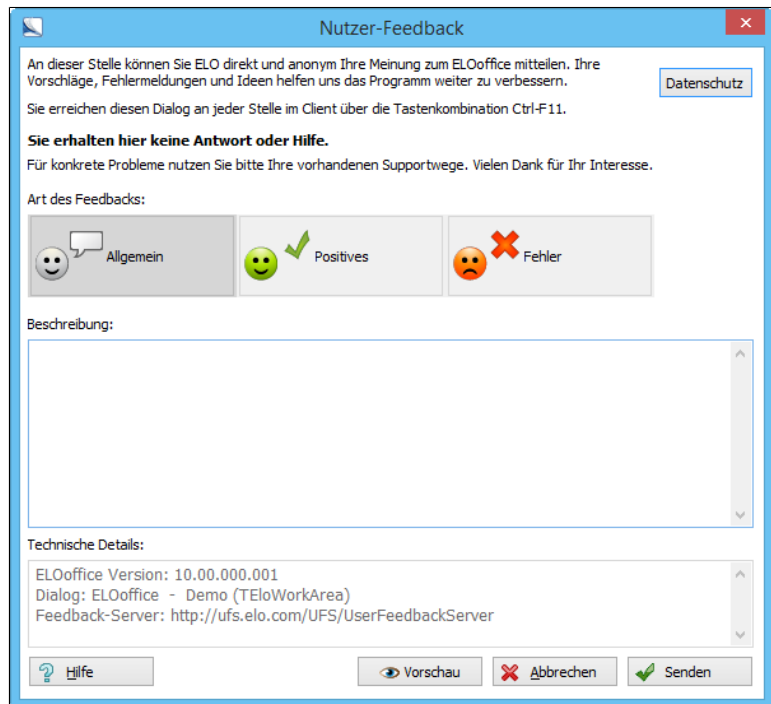 Nutzer-Feedback
An dieser Stelle können Sie ELO direkt und anonym Ihre Meinung zum ELOoffice mitteilen. Ihre
Vorschläge, Fehlermeldungen und Ideen helfen uns das Programm weiter zu verbessern.
Datenschutz
Sie erreichen diesen Dialog an jeder Stelle im Client über die Tastenkombination Ctrl-F11.
Sie erhalten hier keine Antwort oder Hilfe.
Für konkrete Probleme nutzen Sie bitte Ihre vorhandenen Supportwege. Vielen Dank für Ihr Interesse.
Art des Feedbacks:
Allgemein
Positives
Fehler
Beschreibung:
Technische Details:
ELOoffice Version: 10.00.000.001
Dialog: ELOoffice - Demo (TEloWorkArea)
Feedback-Server: http://ufs.elo.com/UFS/UserFeedbackServer
Hilfe
Vorschau
Abbrechen
Senden